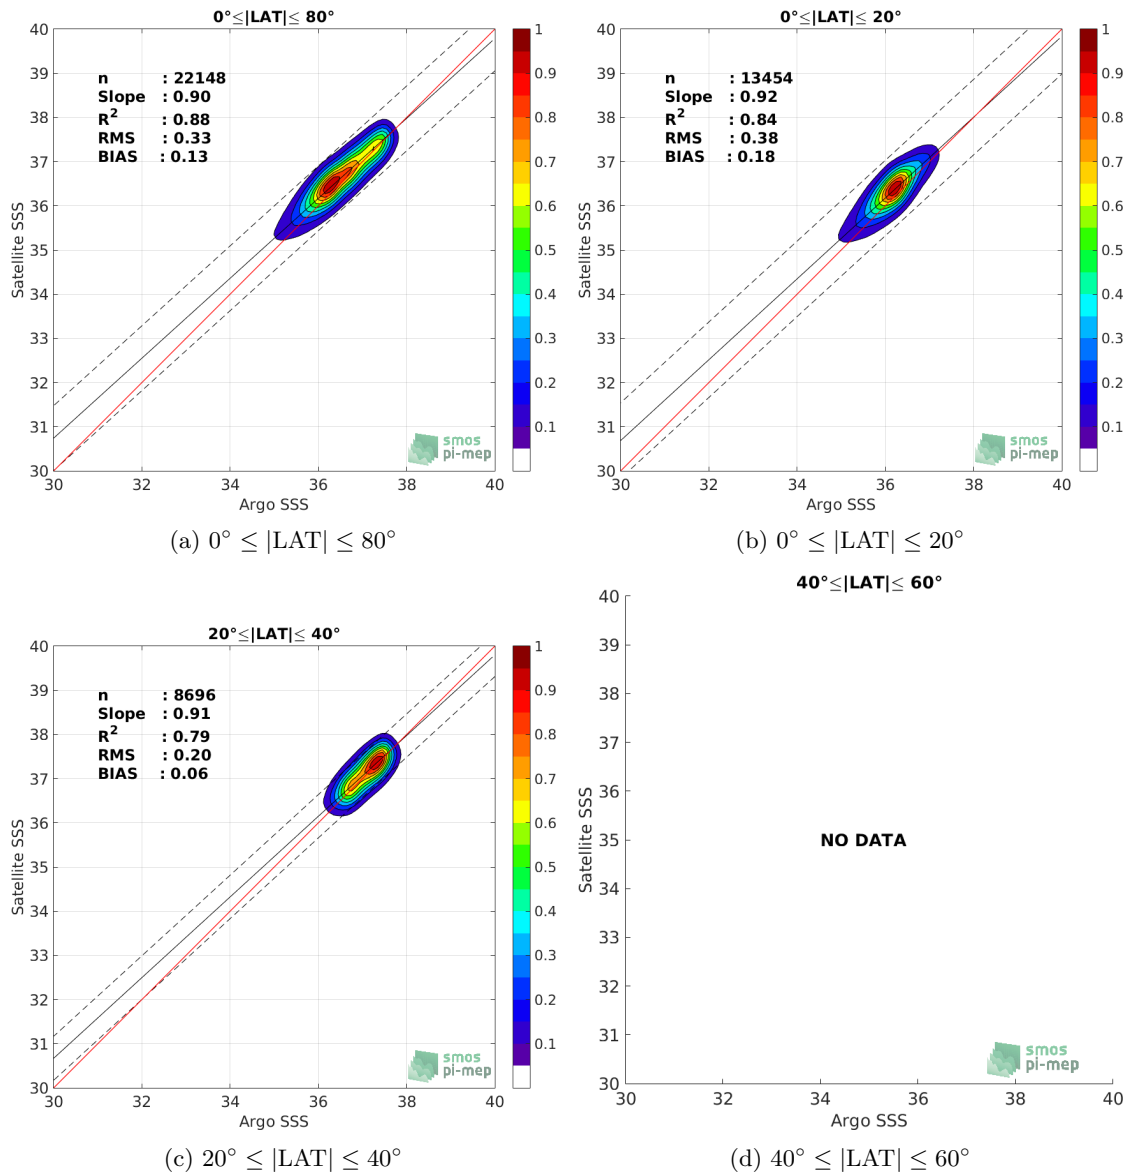 0°≤|LAT|≤ 80°
n : 22148
Slope : 0.90
R² : 0.88
RMS : 0.33
BIAS : 0.13
Satellite SSS
40
39
38
37
36
35
34
33
32
31
30
30 32 34 36 38 40
Argo SSS
1
0.9
0.8
0.7
0.6
0.5
0.4
0.3
0.2
0.1
smos
pi-mep
(a) 0° ≤ |LAT| ≤ 80°
0°≤|LAT|≤ 20°
n : 13454
Slope : 0.92
R² : 0.84
RMS : 0.38
BIAS : 0.18
Satellite SSS
40
39
38
37
36
35
34
33
32
31
30
30 32 34 36 38 40
Argo SSS
1
0.9
0.8
0.7
0.6
0.5
0.4
0.3
0.2
0.1
smos
pi-mep
(b) 0° ≤ |LAT| ≤ 20°
20°≤|LAT|≤ 40°
n : 8696
Slope : 0.91
R² : 0.79
RMS : 0.20
BIAS : 0.06
Satellite SSS
40
39
38
37
36
35
34
33
32
31
30
30 32 34 36 38 40
Argo SSS
1
0.9
0.8
0.7
0.6
0.5
0.4
0.3
0.2
0.1
smos
pi-mep
(c) 20° ≤ |LAT| ≤ 40°
40°≤|LAT|≤ 60°
Satellite SSS
40
39
38
37
36
35
34
33
32
31
30
NO DATA
30 32 34 36 38 40
Argo SSS
smos
pi-mep
(d) 40° ≤ |LAT| ≤ 60°